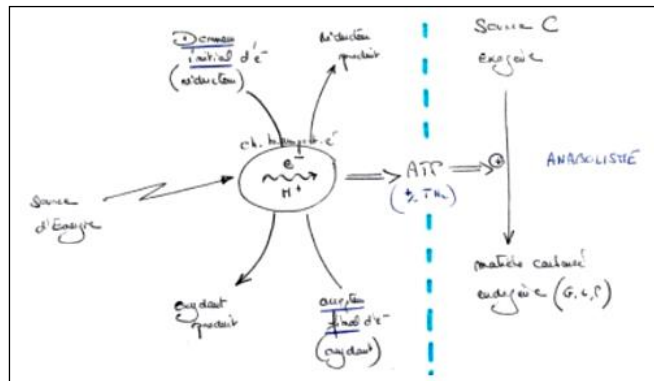 Donneur
initial d'é
(réducteur)
réducteur
produit
Source C
exogène
ch. transport é
e⁻
H⁺
ATP
ANABOLISME
Source
d'Energie
oxydant
produit
accepteur
final d'e⁻
(oxydant)
matière carbonée
endogène (G, L, P)